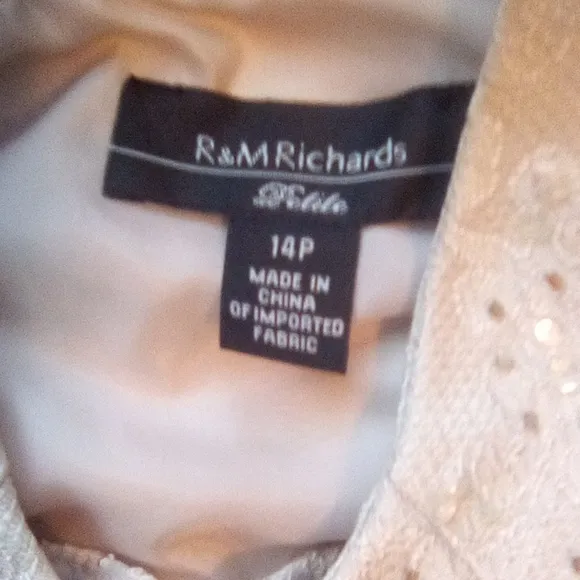 R&M Richards
Petite
14P
MADE IN
CHINA
OF IMPORTED
FABRIC